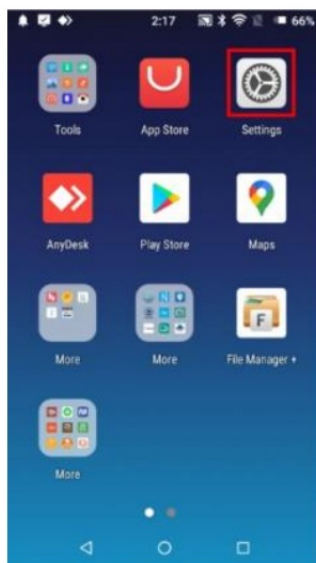 2:17 66%
Tools App Store Settings
AnyDesk Play Store Maps
F
More More File Manager +
More